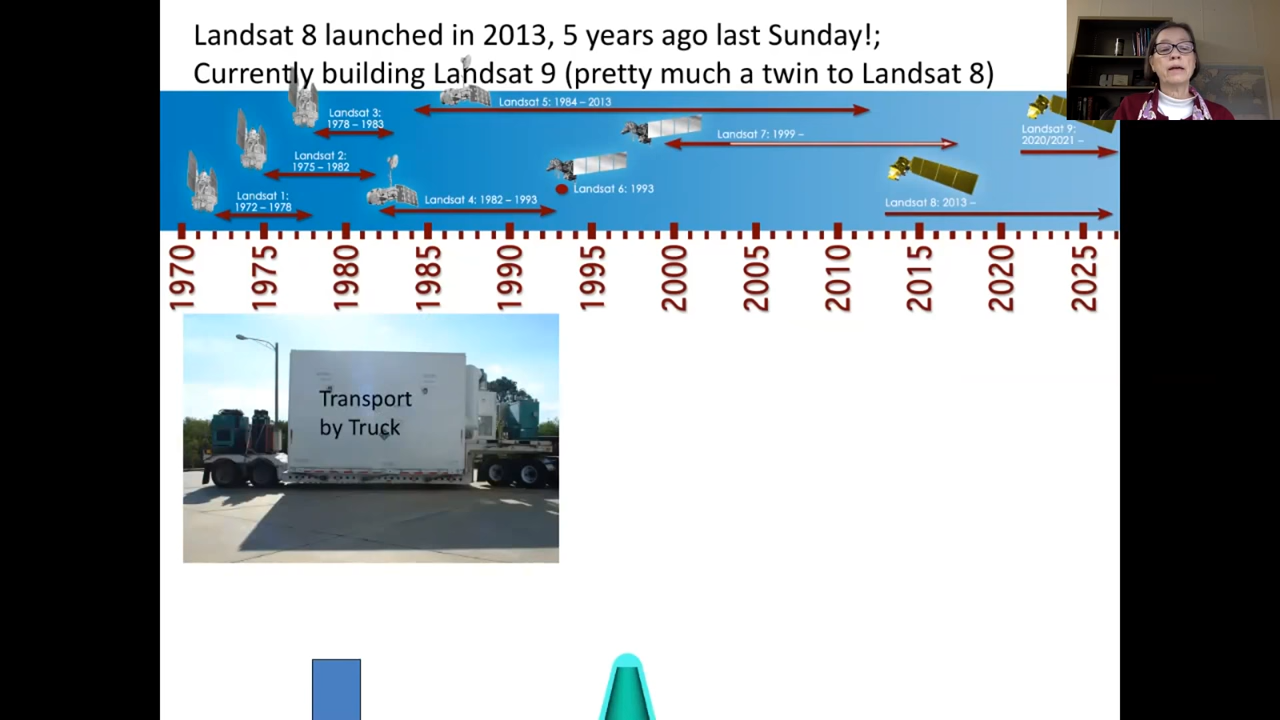 Landsat 8 launched in 2013, 5 years ago last Sunday!;
Currently building Landsat 9 (pretty much a twin to Landsat 8)
Landsat 5: 1984 – 2013
Landsat 3:
1978 – 1983
Landsat 7: 1999 –
Landsat 9:
2020/2021 –
Landsat 2:
1975 – 1982
Landsat 6: 1993
Landsat 1:
1972 – 1978
Landsat 4: 1982 – 1993
Landsat 8: 2013 –
1970 1975 1980 1985 1990 1995 2000 2005 2010 2015 2020 2025
Transport
by Truck